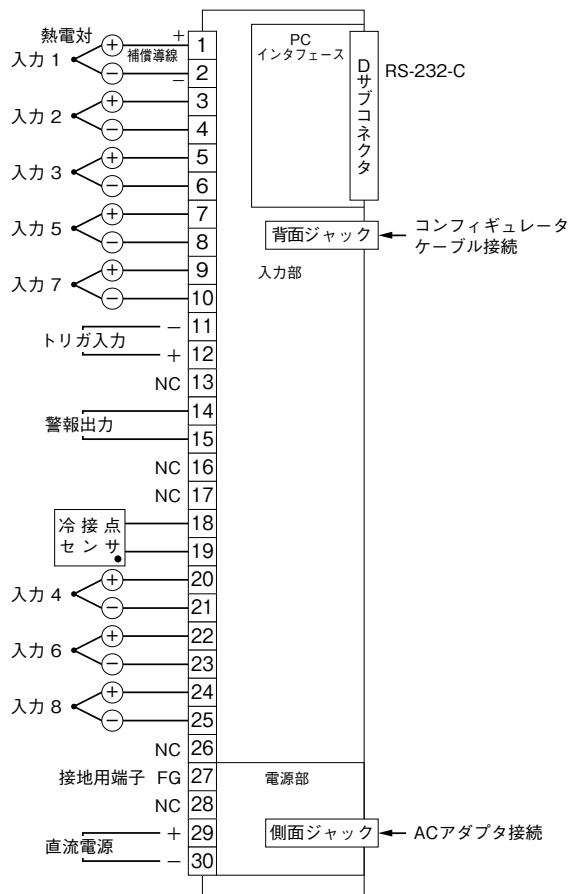 熱電対
入力 1
+
補償導線
−
+
−
1
2
入力 2
+
−
3
4
入力 3
+
−
5
6
入力 5
+
−
7
8
入力 7
+
−
9
10
トリガ入力
−
+
11
12
NC 13
警報出力
14
15
NC 16
NC 17
冷接点
センサ
18
19
入力 4
+
−
20
21
入力 6
+
−
22
23
入力 8
+
−
24
25
NC 26
接地用端子 FG 27
NC 28
直流電源
+
−
29
30
PC
インタフェース
Dサブコネクタ
RS-232-C
背面ジャック
コンフィギュレータ
ケーブル接続
入力部
電源部
側面ジャック
ACアダプタ接続